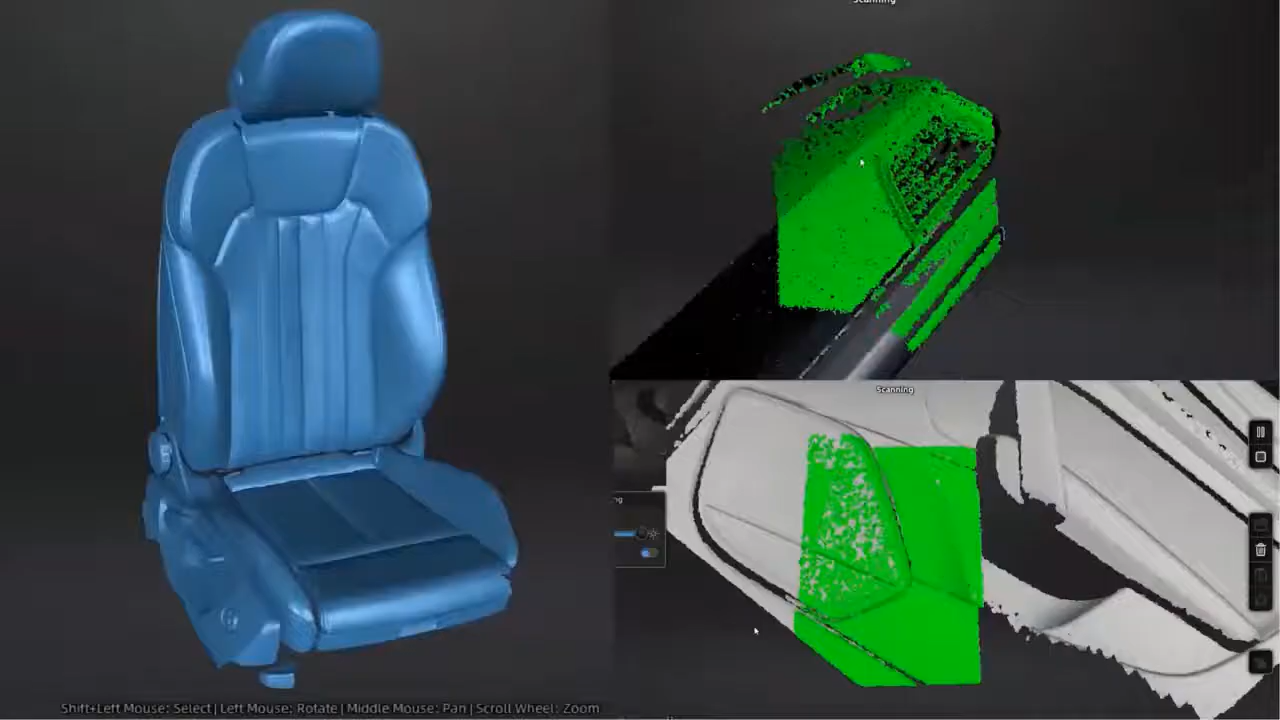 Scanning
Scanning
Shift+Left Mouse: Select | Left Mouse: Rotate | Middle Mouse: Pan | Scroll Wheel: Zoom